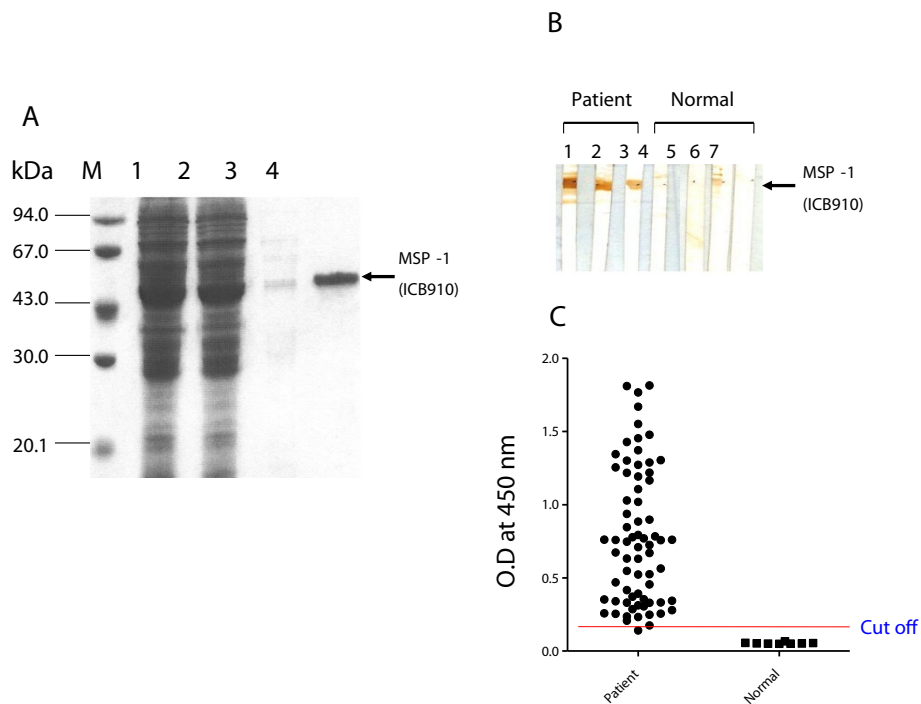 A
kDa M 1 2 3 4
94.0
67.0
43.0
30.0
20.1
MSP -1
(ICB910)
B
Patient Normal
1 2 3 4 5 6 7
MSP -1
(ICB910)
C
2.0
1.5
1.0
0.5
0.0
O.D at 450 nm
Cut off
Patient Normal